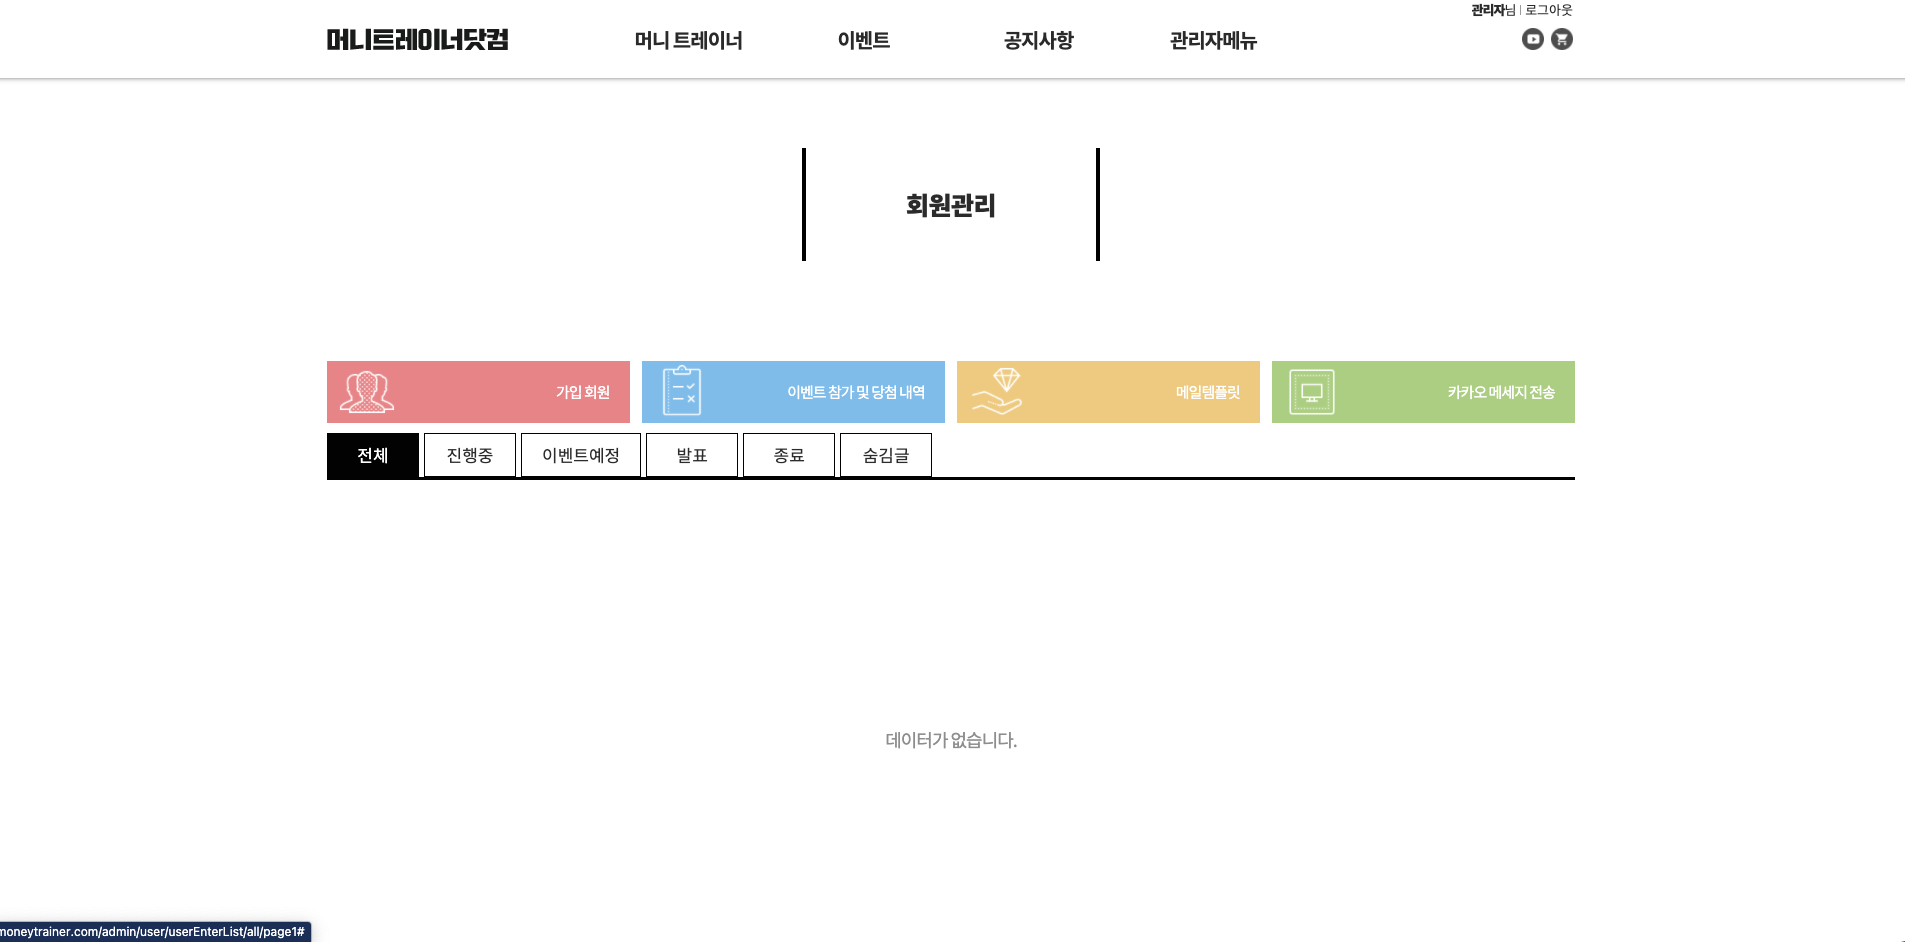 관리자님 | 로그아웃
머니트레이너닷컴 머니 트레이너 이벤트 공지사항 관리자메뉴
회원관리
가입 회원 이벤트 참가 및 당첨 내역 메일템플릿 카카오 메세지 전송
전체 진행중 이벤트예정 발표 종료 숨김글
데이터가 없습니다.
moneytrainer.com/admin/user/userEnterList/all/page1#